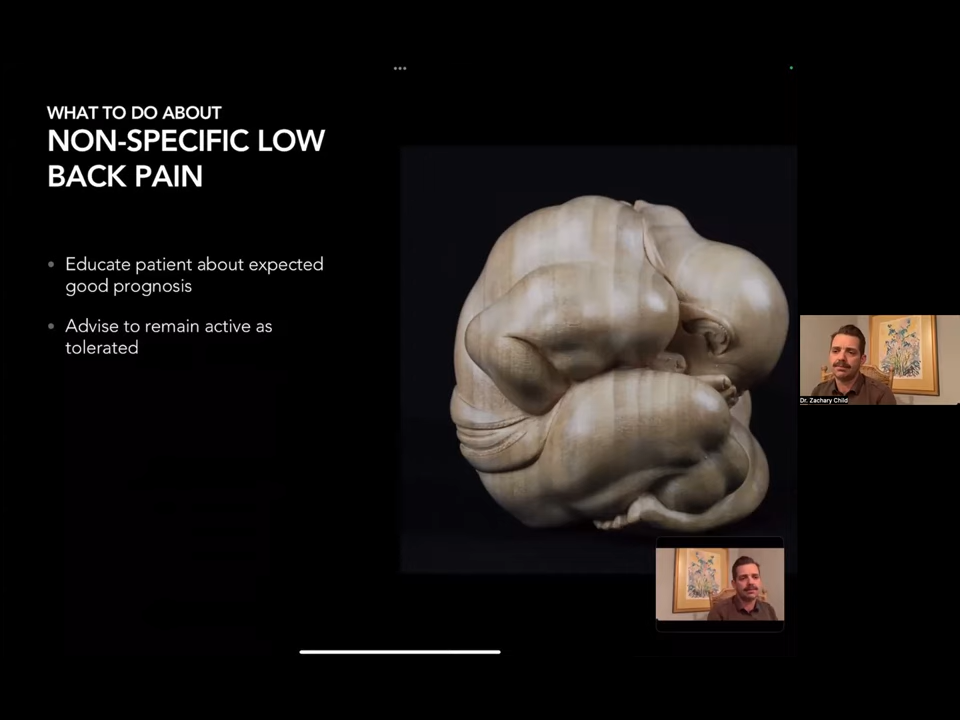 WHAT TO DO ABOUT
NON-SPECIFIC LOW
BACK PAIN
• Educate patient about expected
good prognosis
• Advise to remain active as
tolerated
Dr. Zachary Child